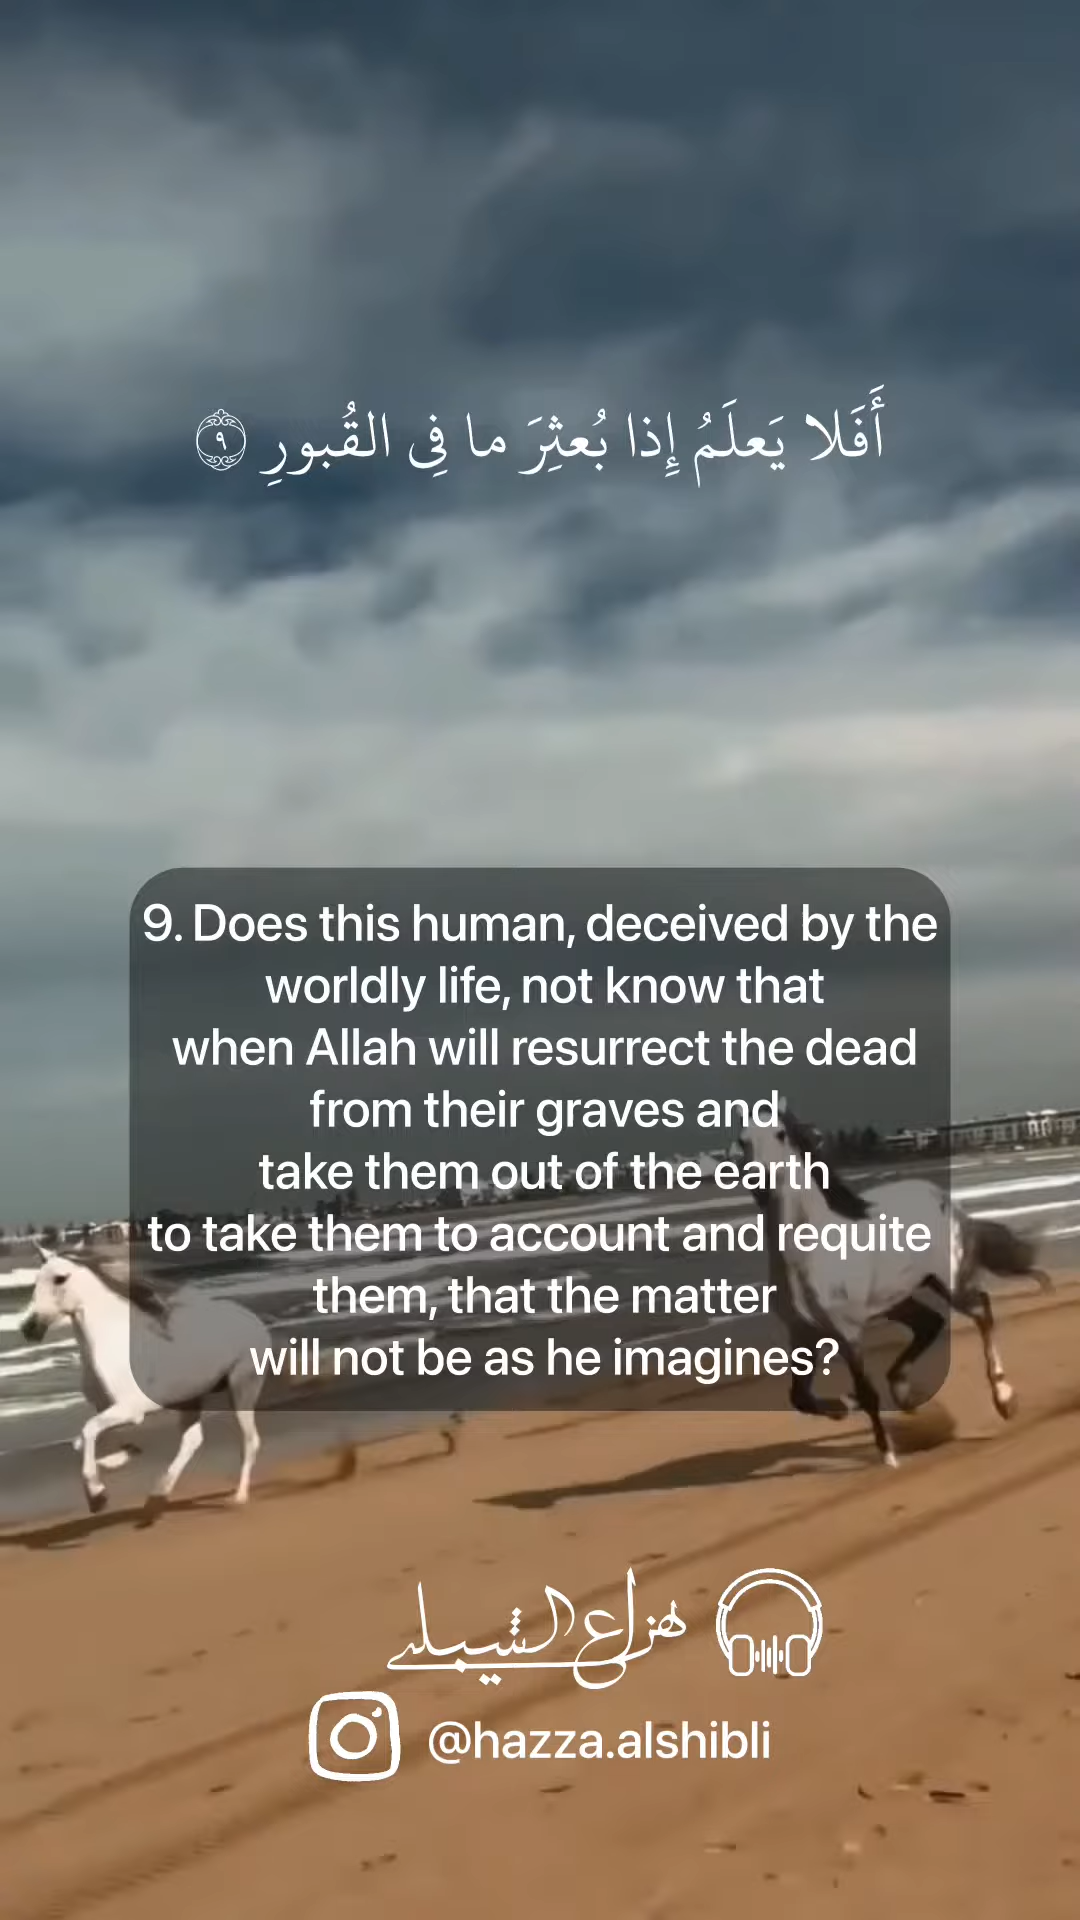 أَفَلا يَعلَمُ إِذا بُعثِرَ ما فِى القُبورِ ٩
9. Does this human, deceived by the
worldly life, not know that
when Allah will resurrect the dead
from their graves and
take them out of the earth
to take them to account and requite
them, that the matter
will not be as he imagines?
هزاع الشبلي
@hazza.alshibli